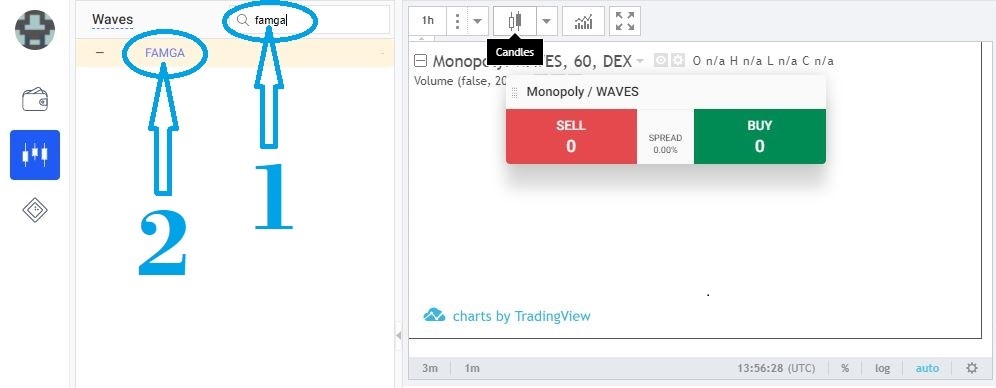 Waves
famga
FAMGA
1
2
1h
Candles
Monopoly/ WAVES, 60, DEX
O n/a H n/a L n/a C n/a
Volume (false, 20
Monopoly / WAVES
SELL
0
SPREAD
0.00%
BUY
0
charts by TradingView
3m 1m 13:56:28 (UTC) % log auto